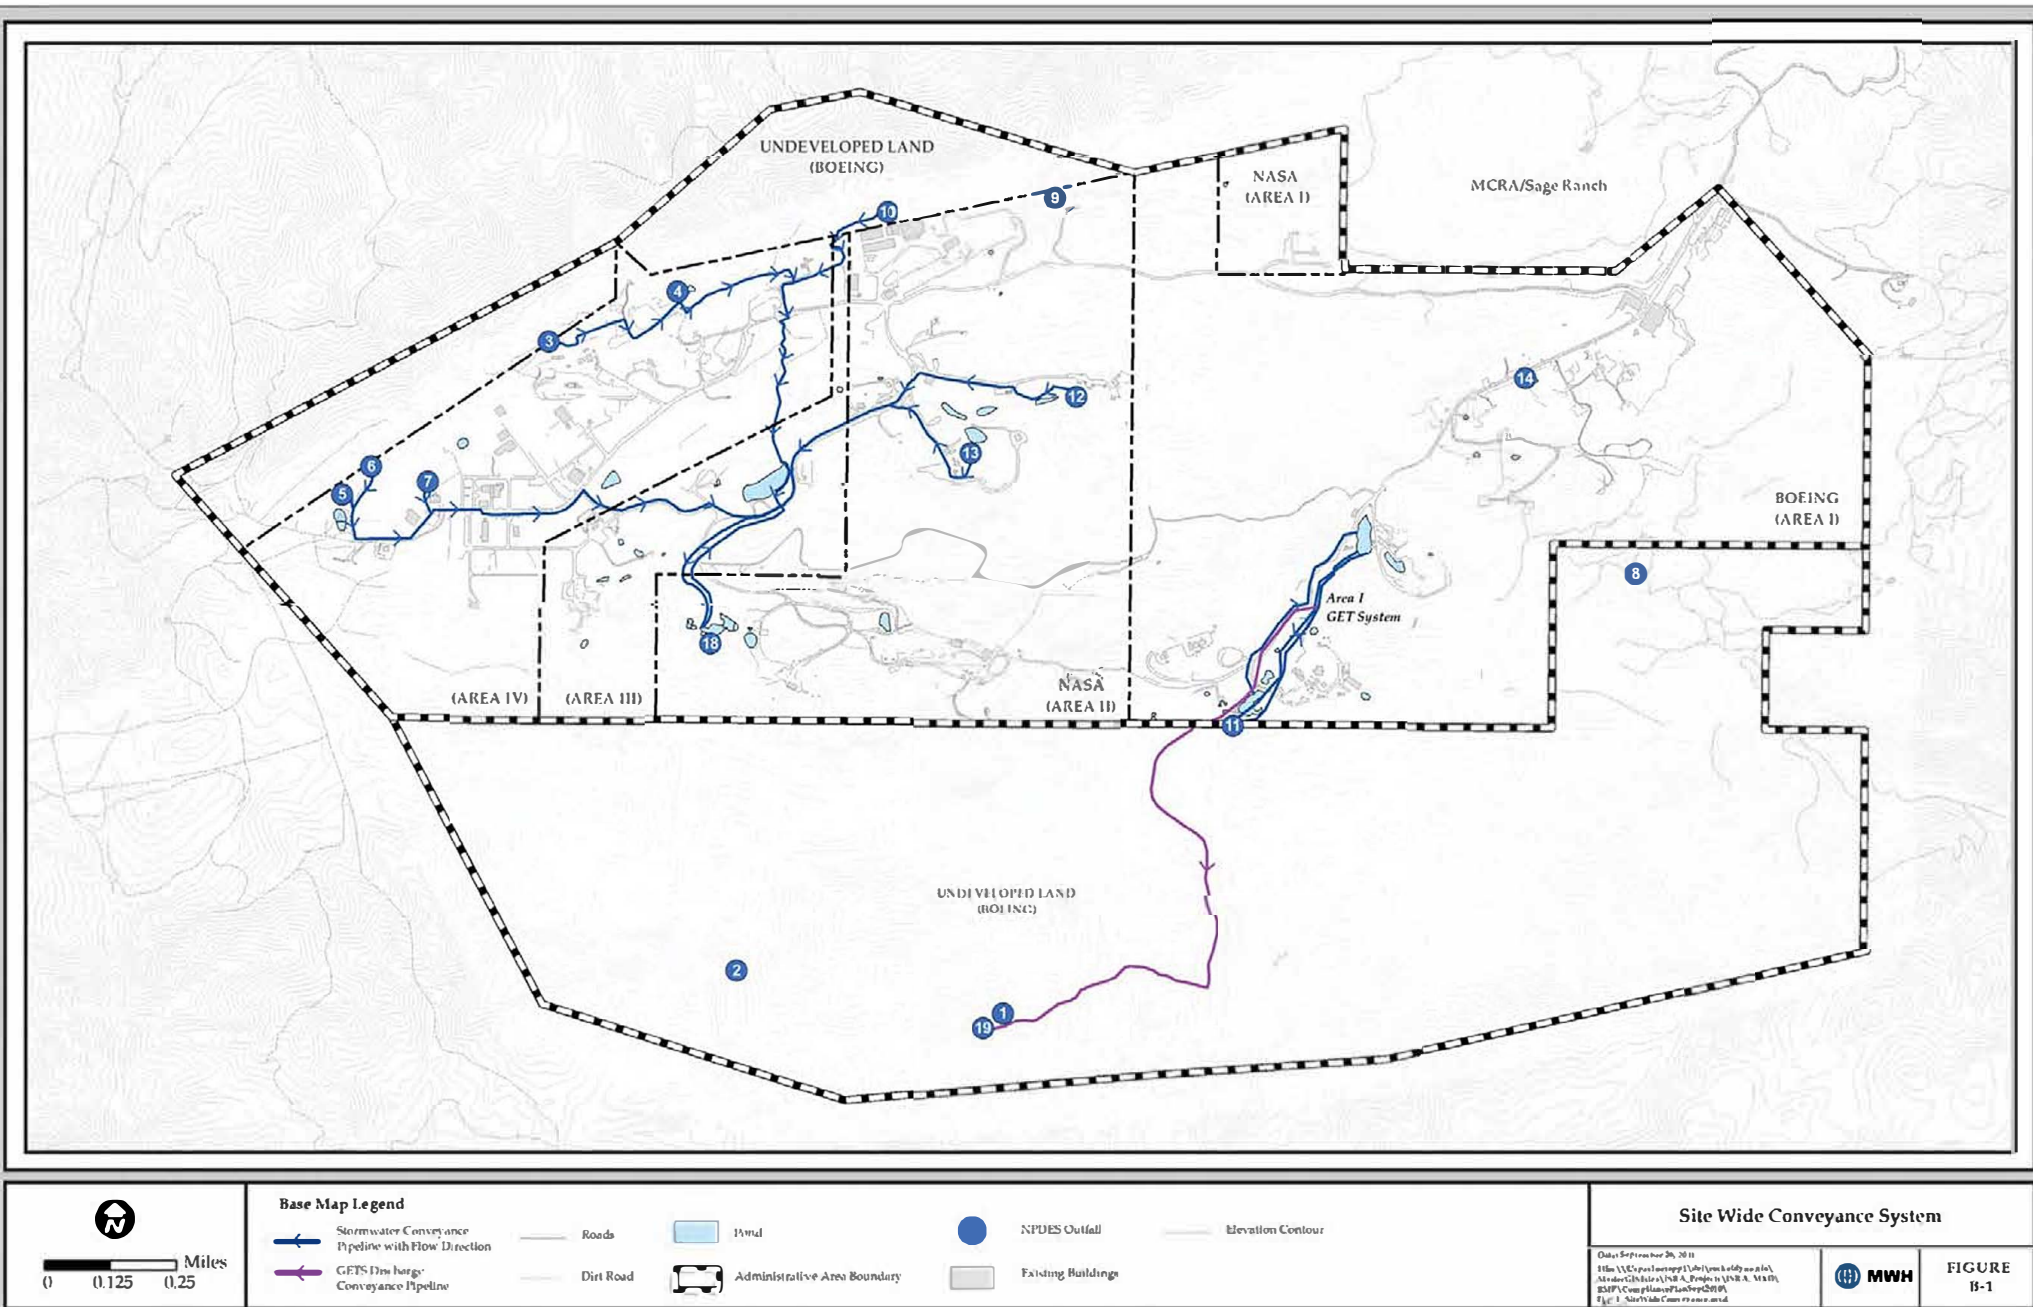 UNDEVELOPED LAND
(BOEING)
NASA
(AREA I)
MCRA/Sage Ranch
9
10
4
3
14
12
13
6
5
7
BOEING
(AREA I)
8
Area I
GET System
18
(AREA IV)
(AREA III)
NASA
(AREA II)
11
UNDEVELOPED LAND
(BOEING)
2
1
19
N
Miles
0
0.125
0.25
Base Map Legend
Stormwater Conveyance
Pipeline with Flow Direction
GETS Discharge
Conveyance Pipeline
Roads
Dirt Road
Pond
Administrative Area Boundary
NPDES Outfall
Existing Buildings
Elevation Contour
Site Wide Conveyance System
MWH
FIGURE
B-1